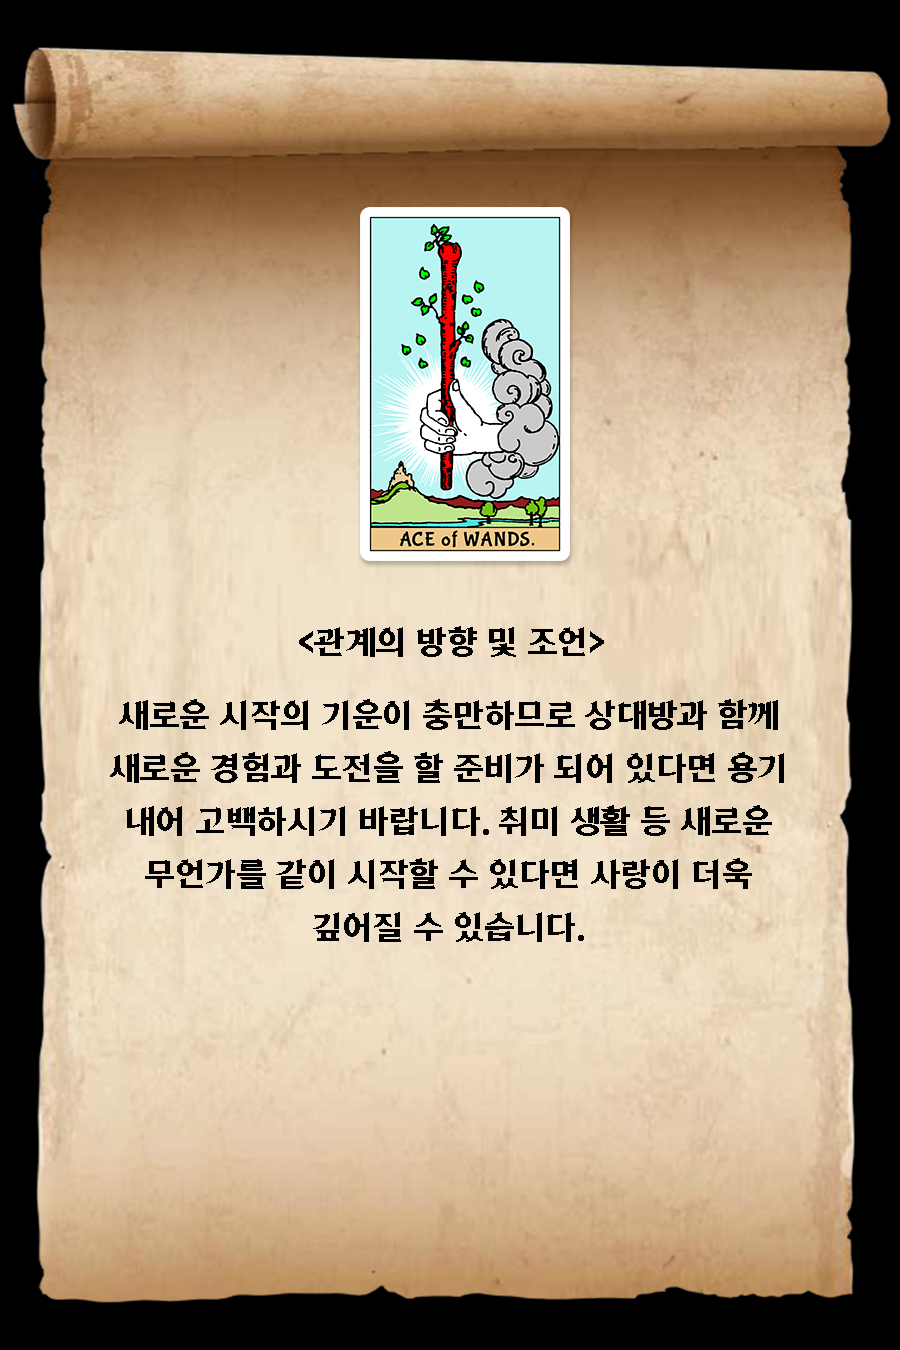 ACE of WANDS.
<관계의 방향 및 조언>
새로운 시작의 기운이 충만하므로 상대방과 함께
새로운 경험과 도전을 할 준비가 되어 있다면 용기
내어 고백하시기 바랍니다. 취미 생활 등 새로운
무언가를 같이 시작할 수 있다면 사랑이 더욱
깊어질 수 있습니다.